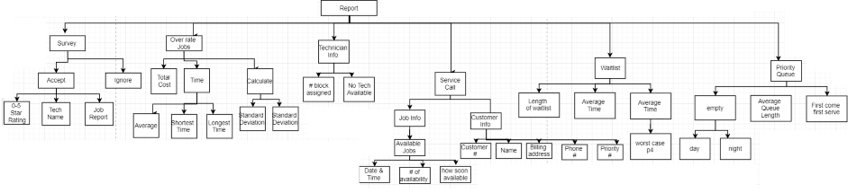 Report
Survey
Over rate
Jobs
Technician
Info
Service
Call
Waitlist
Priority
Queue
Accept
Ignore
Total
Cost
Time
Calculate
# block
assigned
No Tech
Available
Job Info
Customer
Info
Length
of waitlist
Average
Time
Average
Time
empty
Average
Queue
Length
First come
first serve
0-5
Star
Rating
Tech
Name
Job
Report
Average
Shortest
Time
Longest
Time
Standard
Deviation
Standard
Deviation
Available
Jobs
Customer
#
Name
Billing
address
Phone
#
Priority
#
worst case
p4
day
night
Date &
Time
# of
availability
how soon
available